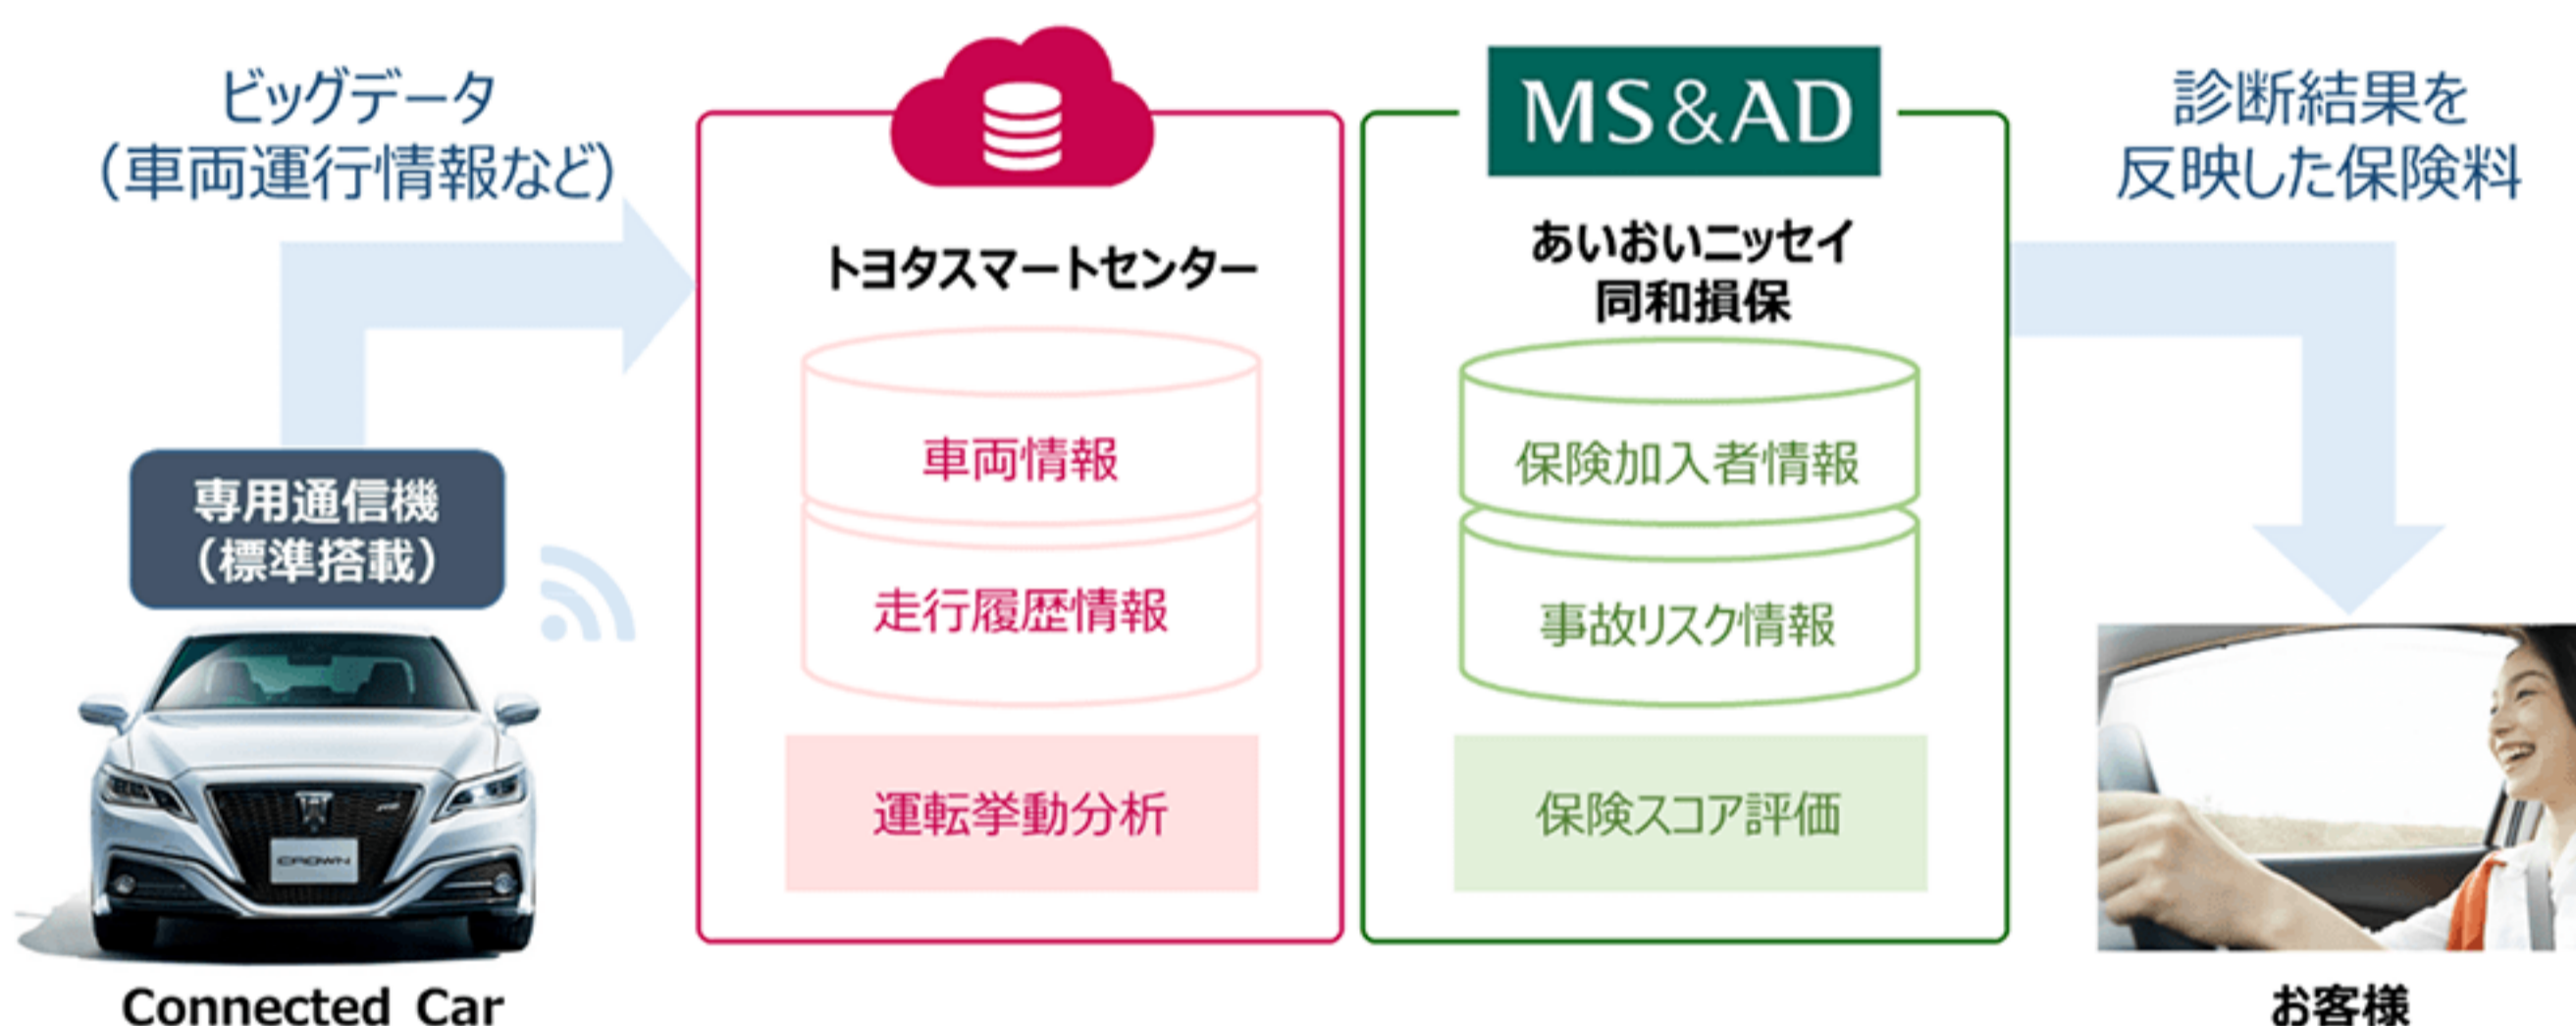 ビッグデータ
（車両運行情報など）
専用通信機
（標準搭載）
CROWN
Connected Car
トヨタスマートセンター
車両情報
走行履歴情報
運転挙動分析
MS&AD
あいおいニッセイ
同和損保
保険加入者情報
事故リスク情報
保険スコア評価
診断結果を
反映した保険料
お客様